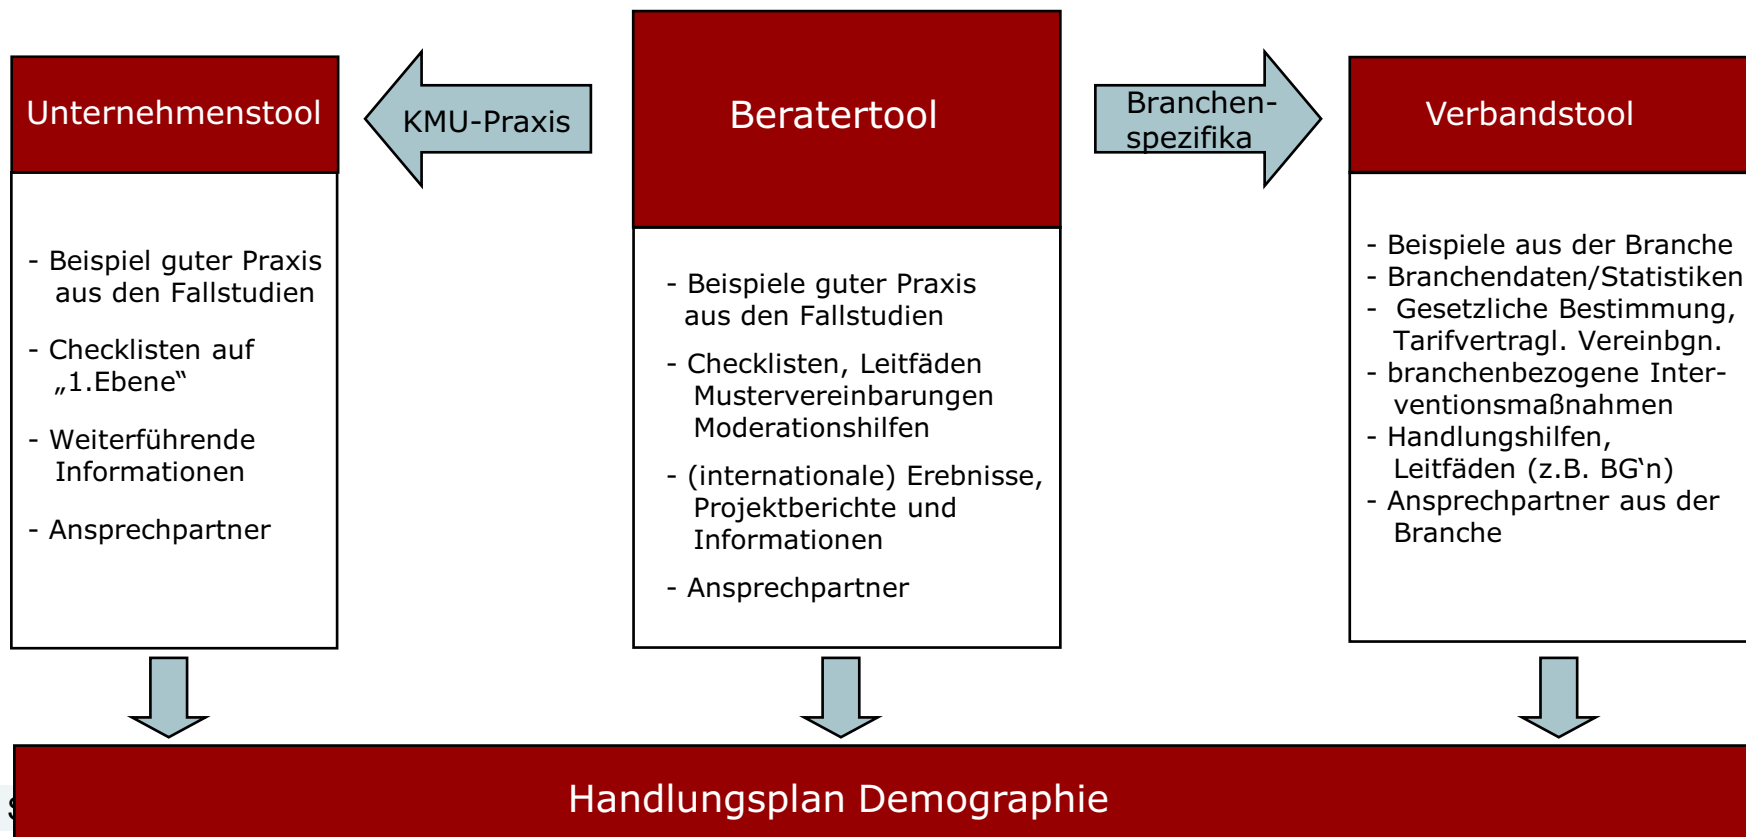 Unternehmenstool
- Beispiel guter Praxis
aus den Fallstudien
- Checklisten auf
„1.Ebene“
- Weiterführende
Informationen
- Ansprechpartner
KMU-Praxis
Beratertool
- Beispiele guter Praxis
aus den Fallstudien
- Checklisten, Leitfäden
Mustervereinbarungen
Moderationshilfen
- (internationale) Erebnisse,
Projektberichte und
Informationen
- Ansprechpartner
Branchen-
spezifika
Verbandstool
- Beispiele aus der Branche
- Branchendaten/Statistiken
- Gesetzliche Bestimmung,
Tarifvertragl. Vereinbgn.
- branchenbezogene Inter-
ventionsmaßnahmen
- Handlungshilfen,
Leitfäden (z.B. BG‘n)
- Ansprechpartner aus der
Branche
Handlungsplan Demographie